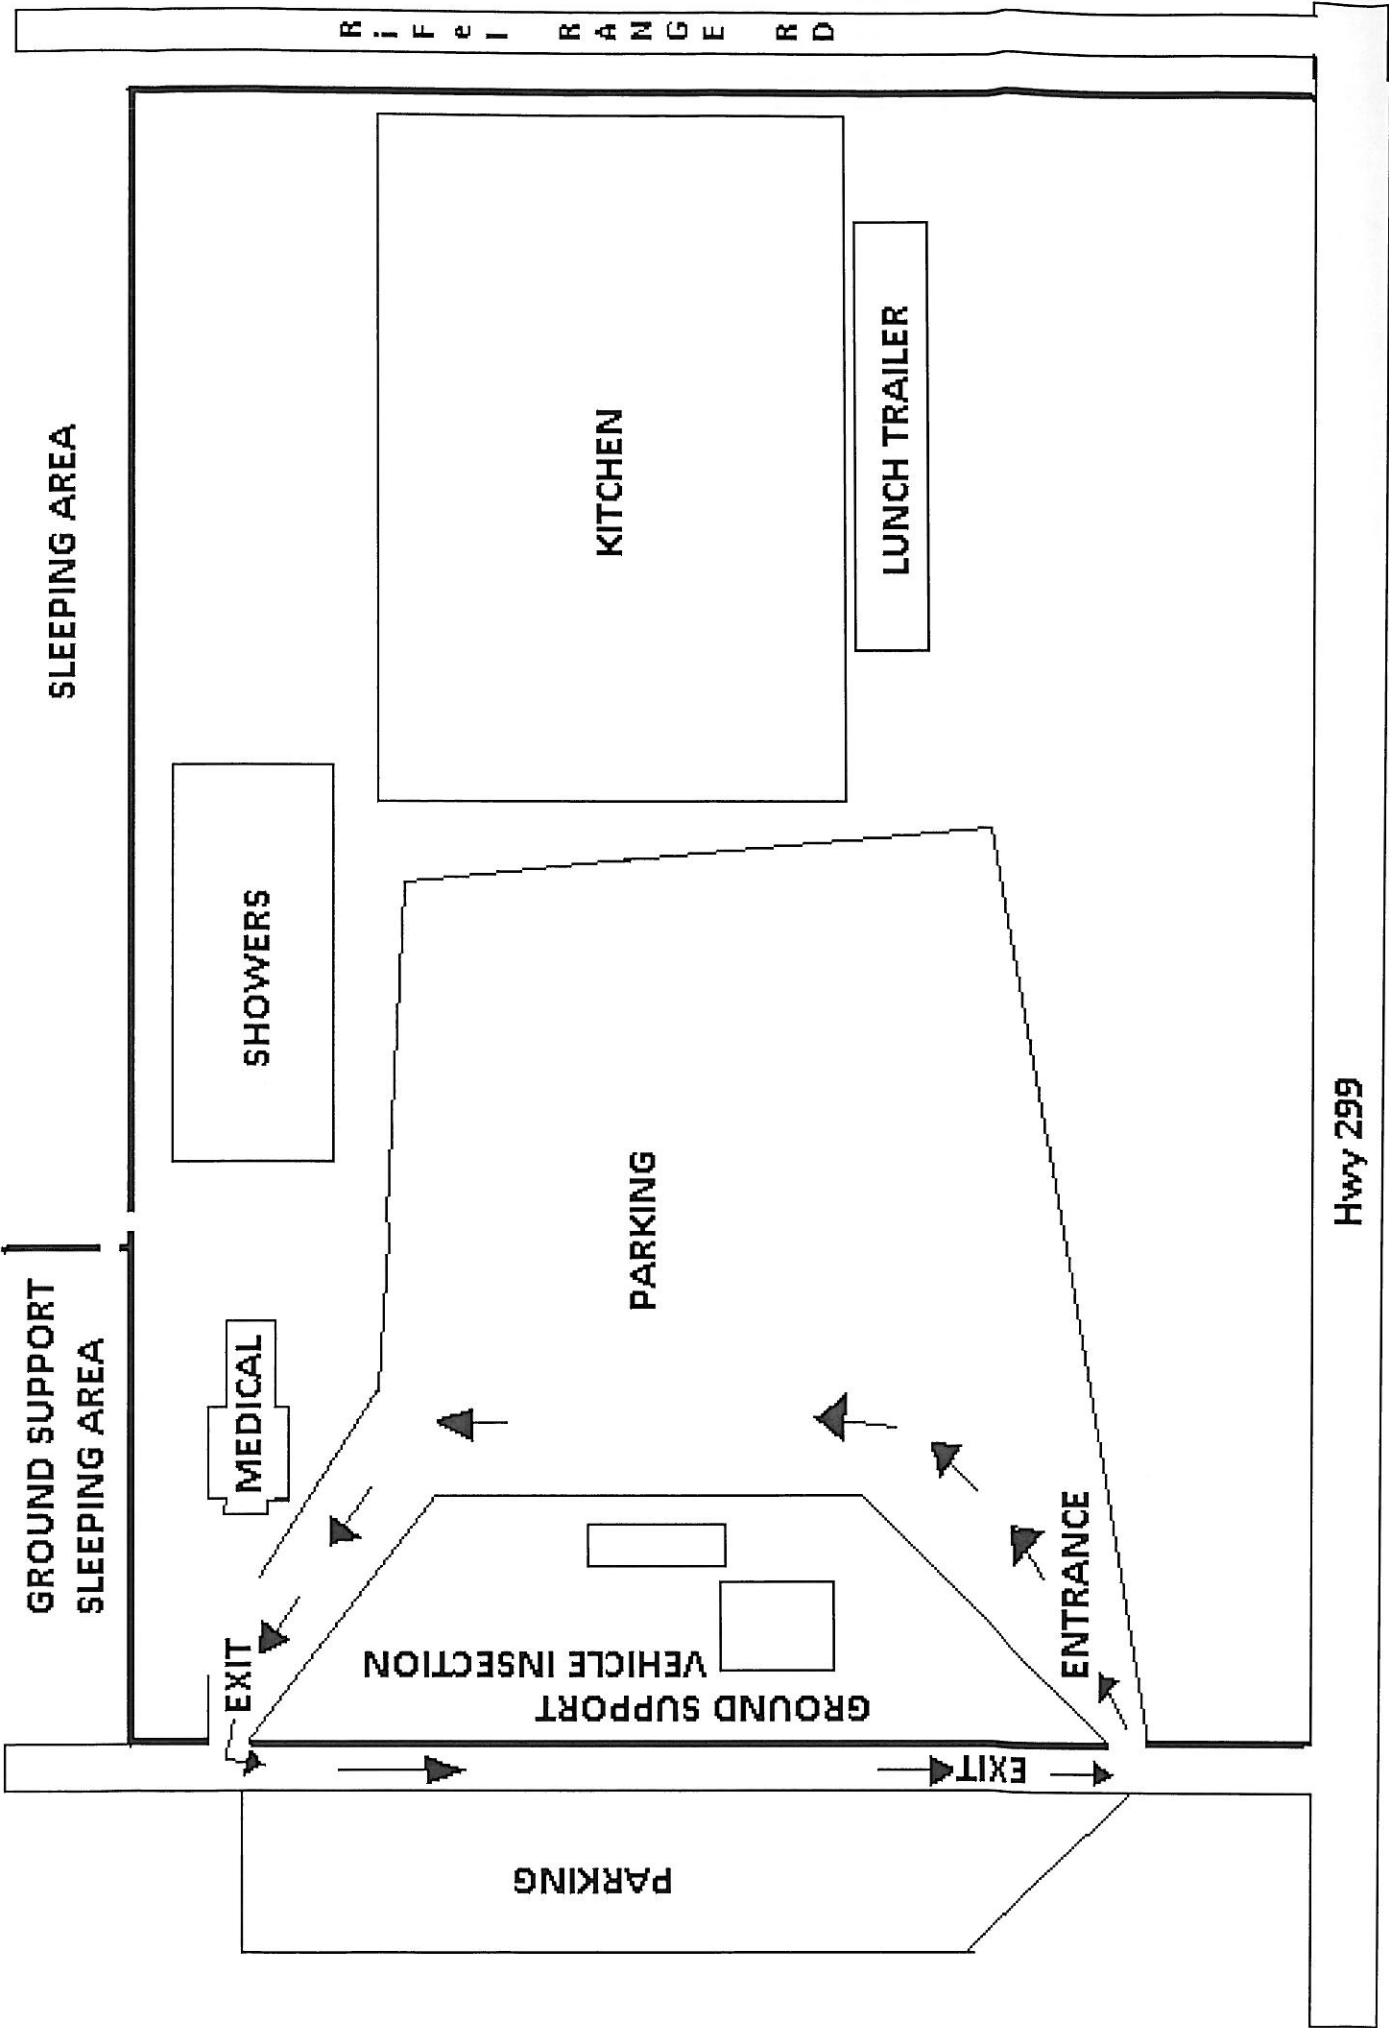 RiFel RANGE RD
SLEEPING AREA
KITCHEN
LUNCH TRAILER
SHOWERS
PARKING
GROUND SUPPORT
SLEEPING AREA
MEDICAL
EXIT
VEHICLE INSECTION
GROUND SUPPORT
ENTRANCE
EXIT
PARKING
Hwy 299